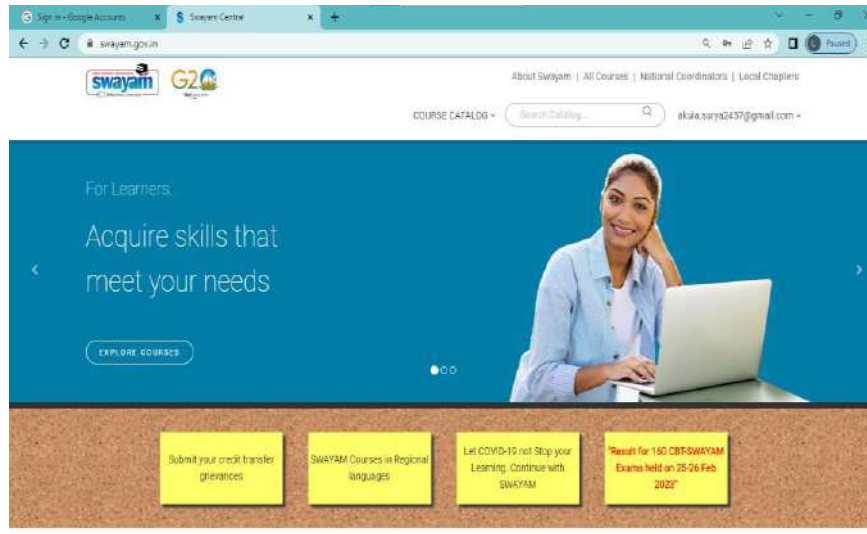 Sign in - Google Accounts
Swayam Central
swayam.gov.in
Paused
swayam
G20
About Swayam | All Courses | National Coordinators | Local Chapters
COURSE CATALOG
Search Catalog...
akula.surya2457@gmail.com
For Learners...
Acquire skills that
meet your needs
EXPLORE COURSES
Submit your credit transfer
grievances
SWAYAM Courses in Regional
languages
Let COVID-19 not Stop your
Learning. Continue with
SWAYAM
"Result for 160 CBT-SWAYAM
Exams held on 25-26 Feb
2023"